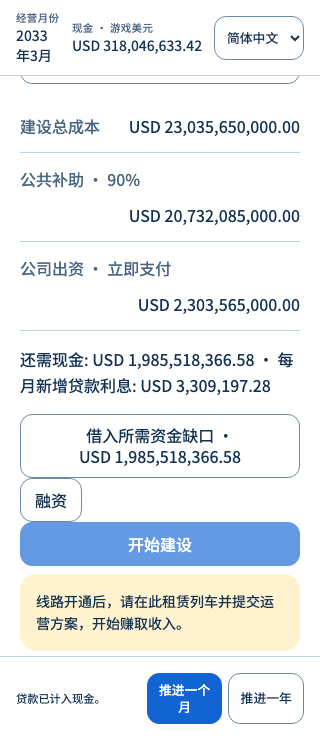 经营月份
2033
年3月
现金 · 游戏美元
USD 318,046,633.42
简体中文
建设总成本 USD 23,035,650,000.00
公共补助 · 90%
USD 20,732,085,000.00
公司出资 · 立即支付
USD 2,303,565,000.00
还需现金: USD 1,985,518,366.58 · 每
月新增贷款利息: USD 3,309,197.28
借入所需资金缺口 ·
USD 1,985,518,366.58
融资
开始建设
线路开通后，请在此租赁列车并提交运
营方案，开始赚取收入。
贷款已计入现金。
推进一个
月
推进一年